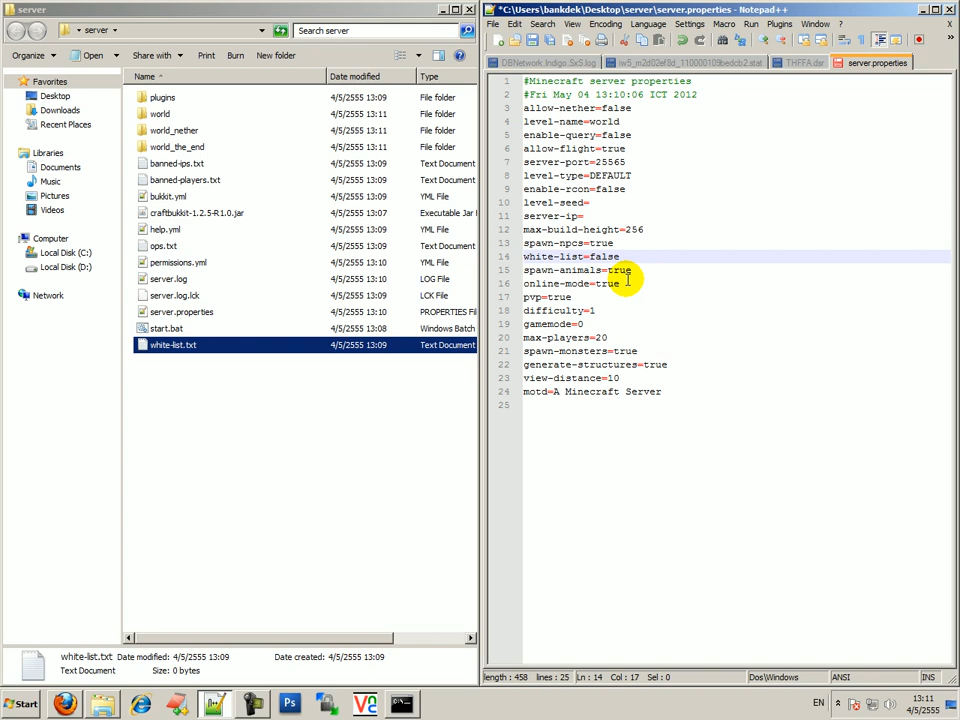 server
*C:\Users\bankdek\Desktop\server\server.properties - Notepad++
server
Search server
File Edit Search View Encoding Language Settings Macro Run Plugins Window ?
Organize Open Share with Print Burn New folder
DBNetwork.Indigo.SxS.log iw5_m2d02ef8d_110000109bedcb2.stat THFFA.dsr server.properties
Name Date modified Type
Favorites
Desktop
Downloads
Recent Places
Libraries
Documents
Music
Pictures
Videos
Computer
Local Disk (C:)
Local Disk (D:)
Network
plugins 4/5/2555 13:09 File folder
world 4/5/2555 13:11 File folder
world_nether 4/5/2555 13:11 File folder
world_the_end 4/5/2555 13:11 File folder
banned-ips.txt 4/5/2555 13:09 Text Document
banned-players.txt 4/5/2555 13:09 Text Document
bukkit.yml 4/5/2555 13:09 YML File
craftbukkit-1.2.5-R1.0.jar 4/5/2555 13:07 Executable Jar
help.yml 4/5/2555 13:09 YML File
ops.txt 4/5/2555 13:09 Text Document
permissions.yml 4/5/2555 13:09 YML File
server.log 4/5/2555 13:10 LOG File
server.log.lck 4/5/2555 13:10 LCK File
server.properties 4/5/2555 13:10 PROPERTIES Fi
start.bat 4/5/2555 13:08 Windows Batch
white-list.txt 4/5/2555 13:09 Text Document
1 #Minecraft server properties
2 #Fri May 04 13:10:06 ICT 2012
3 allow-nether=false
4 level-name=world
5 enable-query=false
6 allow-flight=true
7 server-port=25565
8 level-type=DEFAULT
9 enable-rcon=false
10 level-seed=
11 server-ip=
12 max-build-height=256
13 spawn-npcs=true
14 white-list=false
15 spawn-animals=true
16 online-mode=true
17 pvp=true
18 difficulty=1
19 gamemode=0
20 max-players=20
21 spawn-monsters=true
22 generate-structures=true
23 view-distance=10
24 motd=A Minecraft Server
25
white-list.txt Date modified: 4/5/2555 13:09 Date created: 4/5/2555 13:09
Text Document Size: 0 bytes
length : 458 lines : 25 Ln : 14 Col : 17 Sel : 0 Dos\Windows ANSI INS
Start
Ps
EN
13:11
4/5/2555